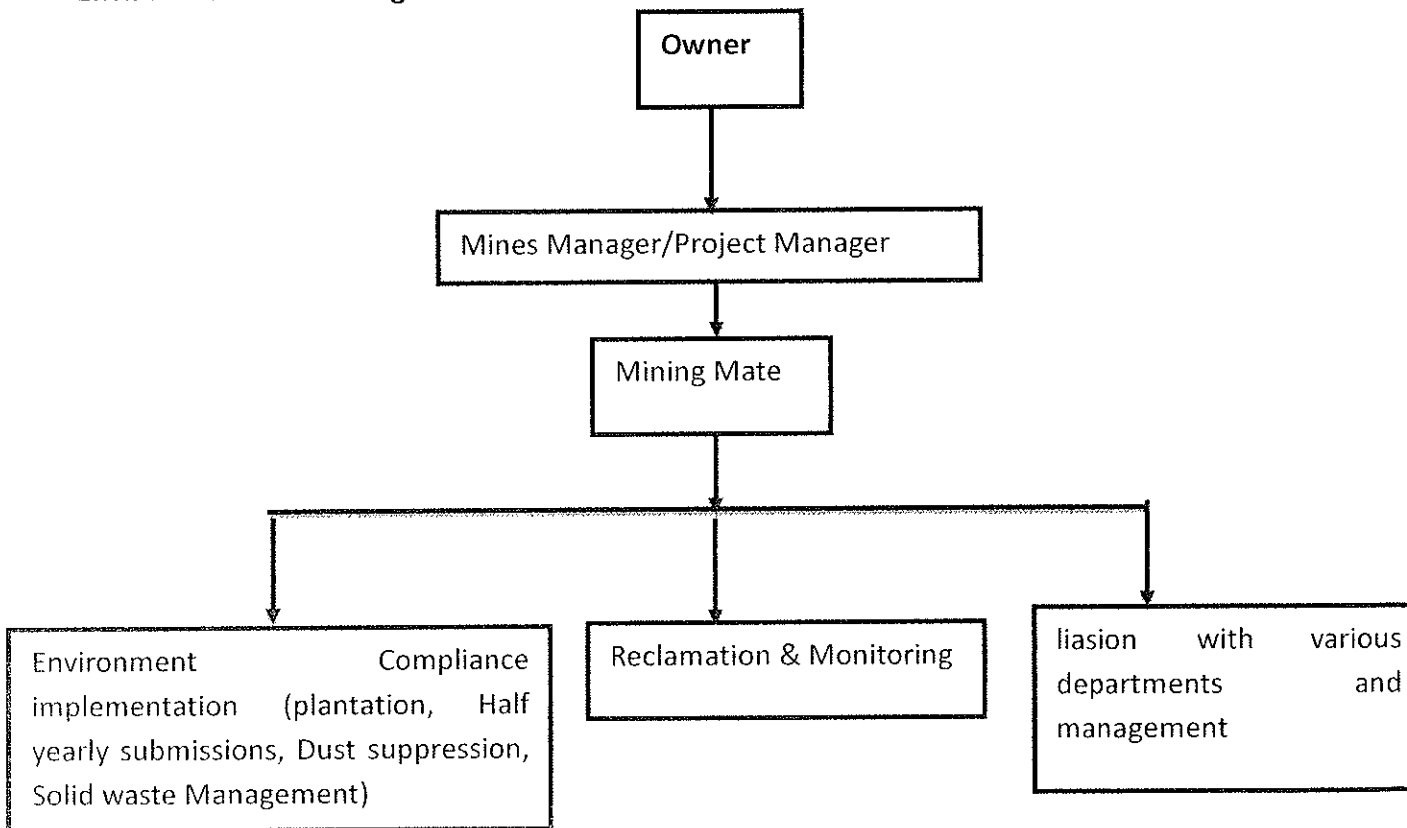 Owner
Mines Manager/Project Manager
Mining Mate
Environment Compliance
implementation (plantation, Half
yearly submissions, Dust suppression,
Solid waste Management)
Reclamation & Monitoring
liasion with various
departments and
management